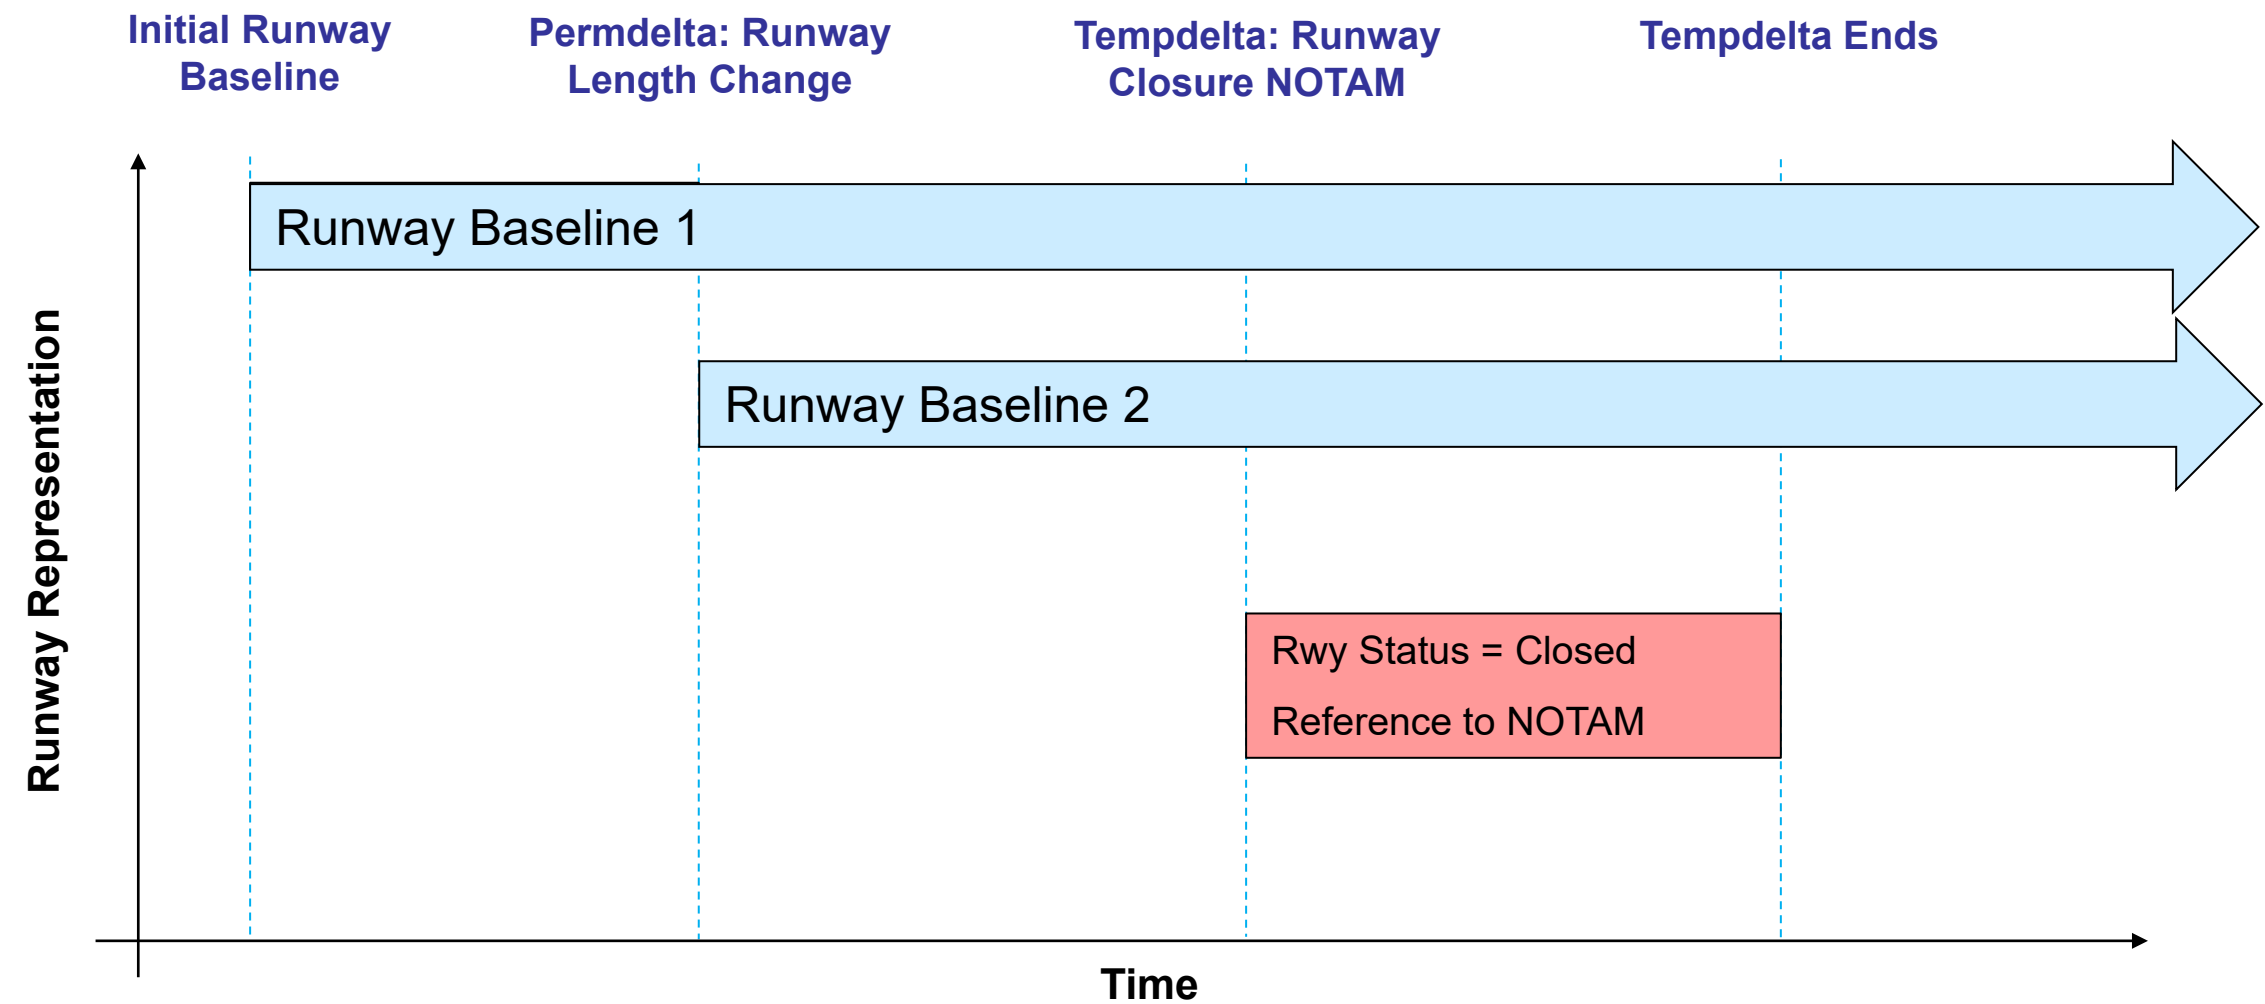 Initial Runway
Baseline
Permdelta: Runway
Length Change
Tempdelta: Runway
Closure NOTAM
Tempdelta Ends
Runway Baseline 1
Runway Baseline 2
Runway Representation
Rwy Status = Closed
Reference to NOTAM
Time